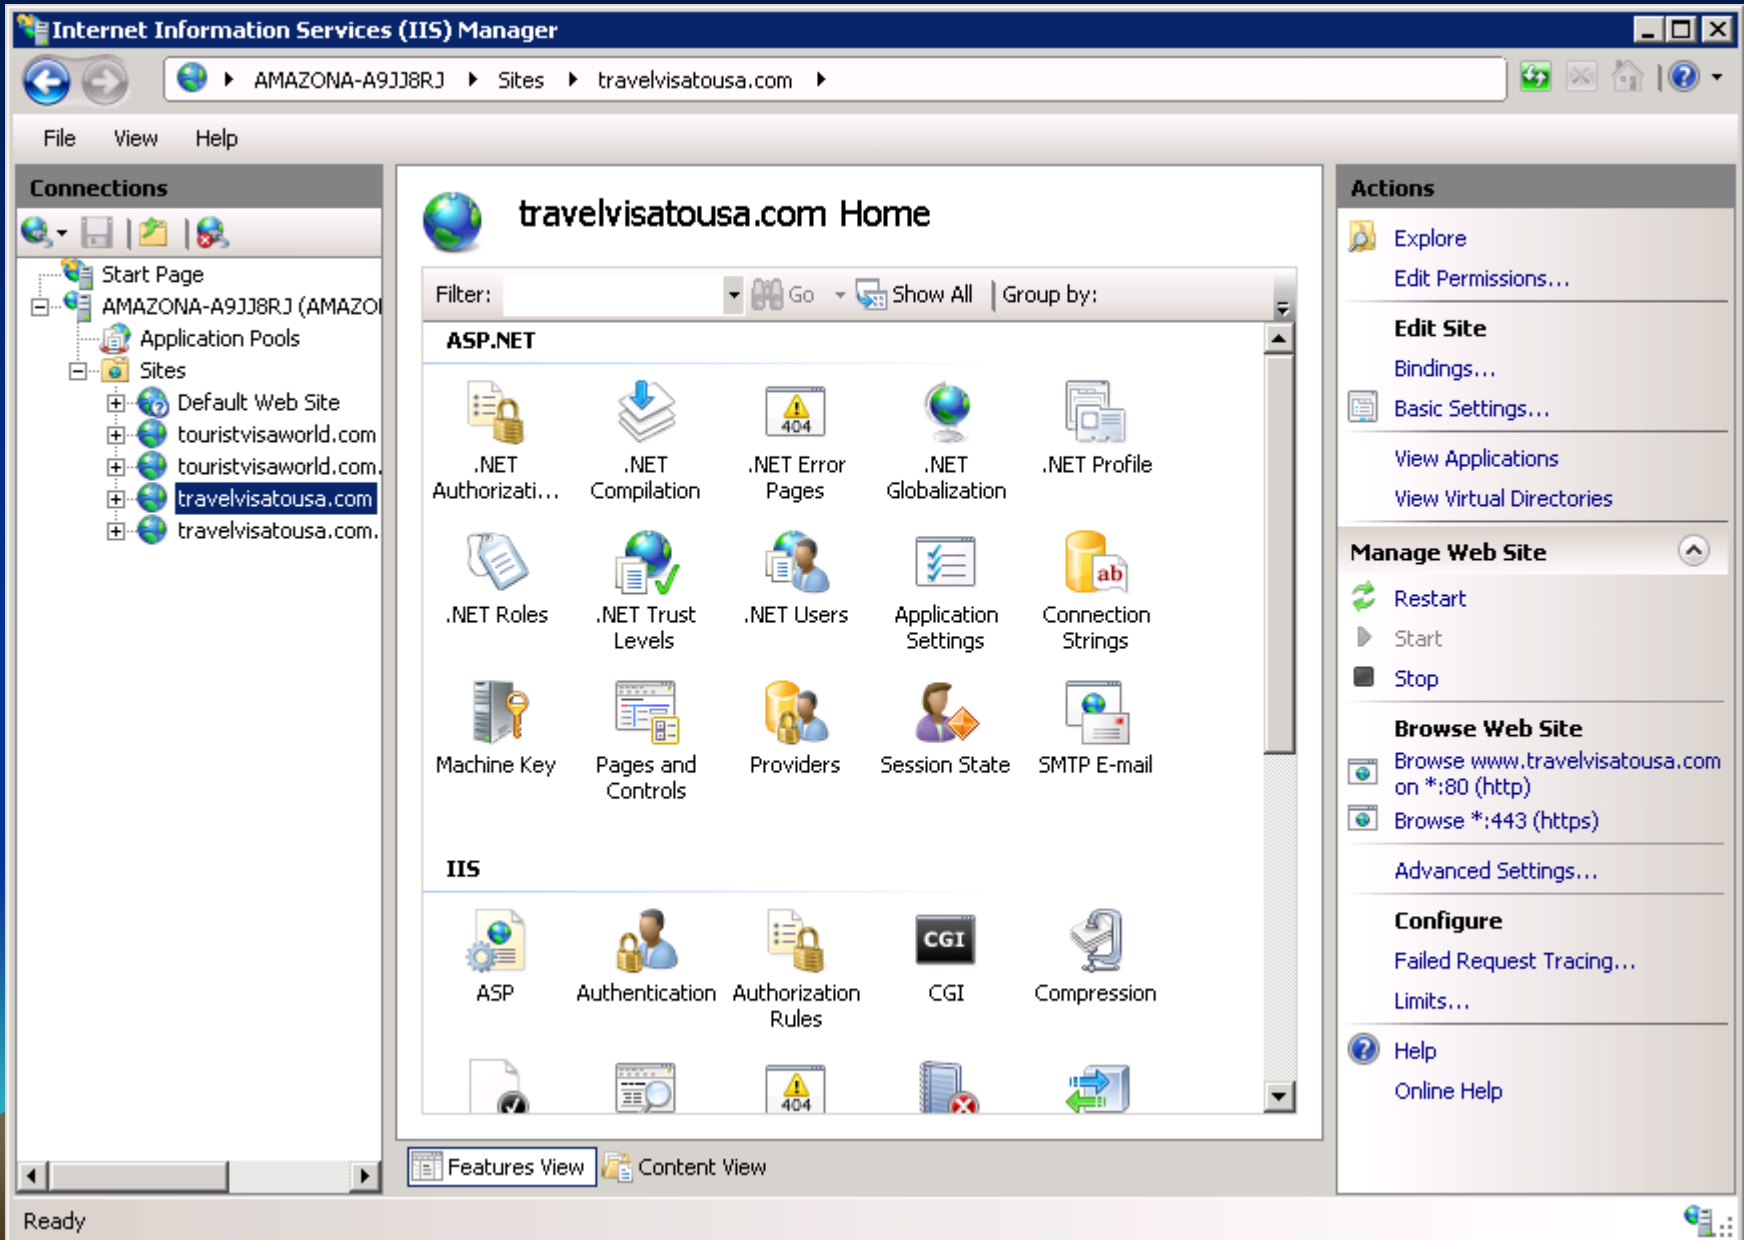 Internet Information Services (IIS) Manager
AMAZONA-A9JJ8RJ Sites travelvisatousa.com
File View Help
Connections
Start Page
AMAZONA-A9JJ8RJ (AMAZO
Application Pools
Sites
Default Web Site
touristvisaworld.com
touristvisaworld.com.
travelvisatousa.com
travelvisatousa.com.
travelvisatousa.com Home
Filter: Go Show All Group by:
ASP.NET
.NET Authorizati...
.NET Compilation
.NET Error Pages
.NET Globalization
.NET Profile
.NET Roles
.NET Trust Levels
.NET Users
Application Settings
Connection Strings
ab
404
Machine Key
Pages and Controls
Providers
Session State
SMTP E-mail
IIS
ASP
Authentication
Authorization Rules
CGI
CGI
Compression
404
Features View
Content View
Actions
Explore
Edit Permissions...
Edit Site
Bindings...
Basic Settings...
View Applications
View Virtual Directories
Manage Web Site
Restart
Start
Stop
Browse Web Site
Browse www.travelvisatousa.com
on *:80 (http)
Browse *:443 (https)
Advanced Settings...
Configure
Failed Request Tracing...
Limits...
Help
Online Help
Ready